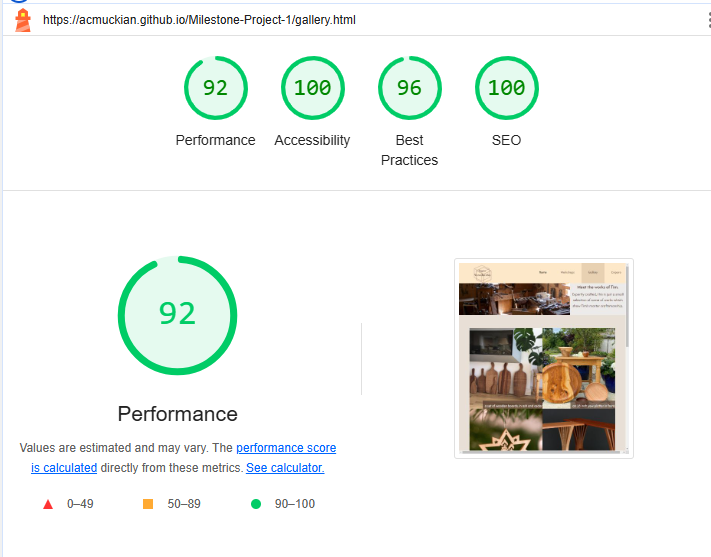 https://acmuckian.github.io/Milestone-Project-1/gallery.html
92
100
96
100
Performance
Accessibility
Best
Practices
SEO
92
Performance
Values are estimated and may vary. The performance score
is calculated directly from these metrics. See calculator.
0–49
50–89
90–100
Meet the works of Tim.